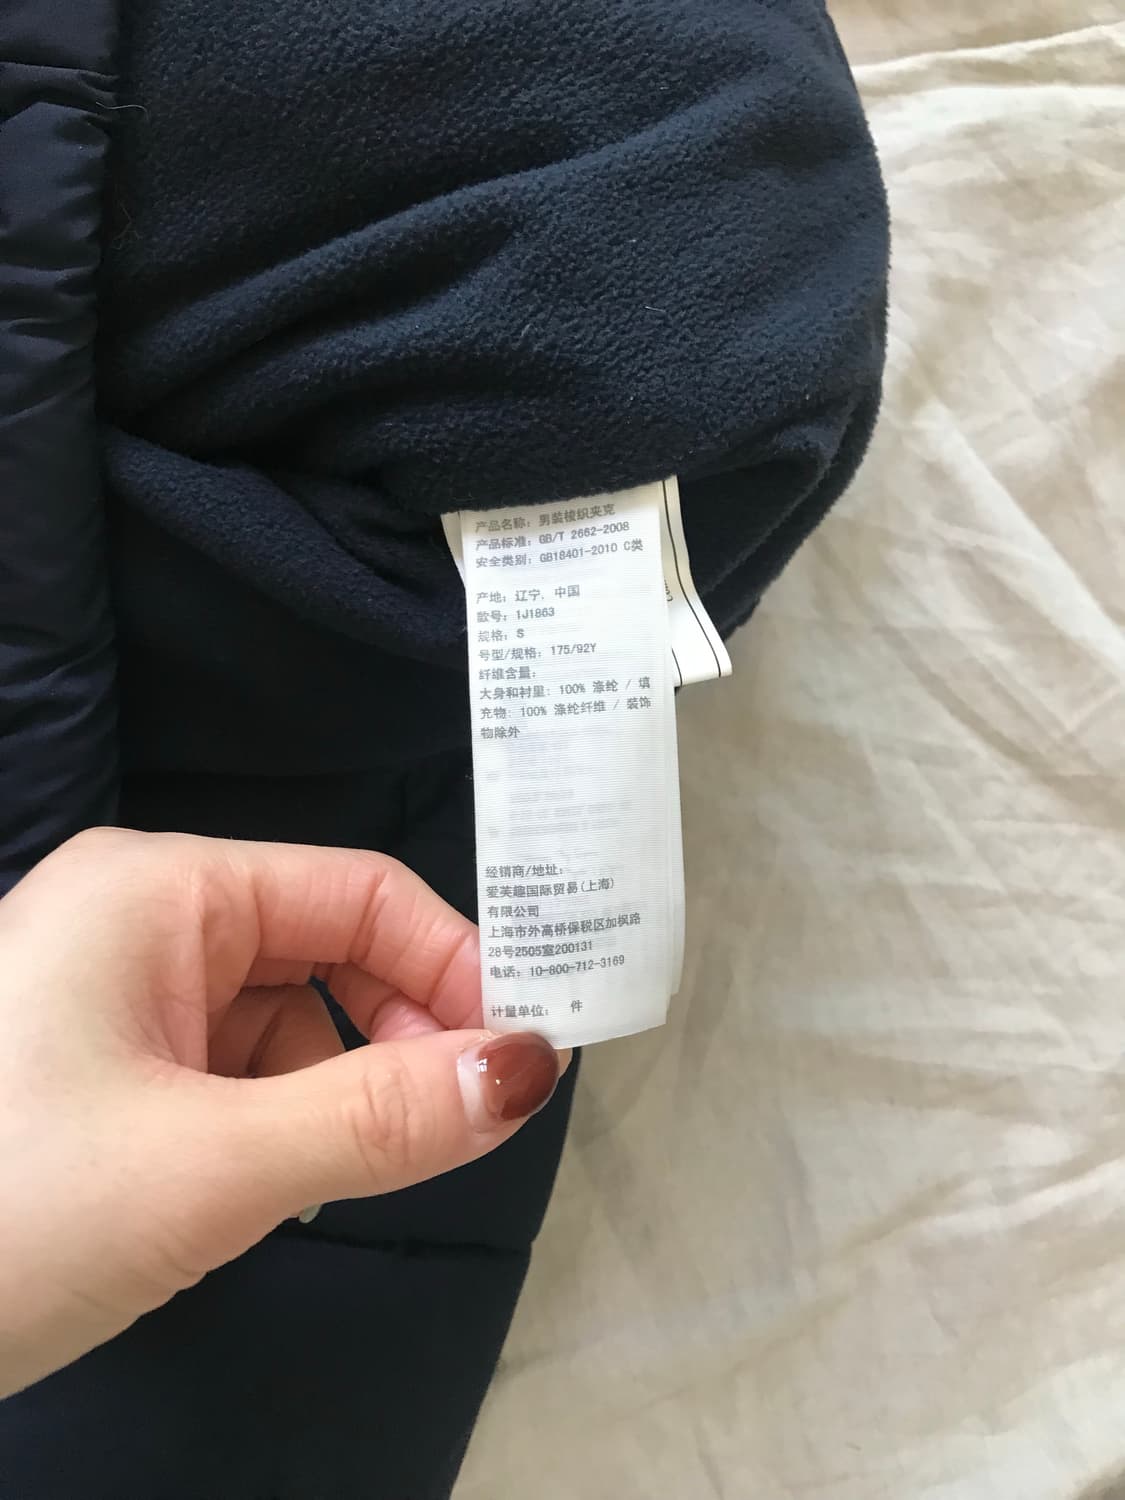 产品名称：男装梭织夹克
产品标准：GB/T 2662-2008
安全类别：GB18401-2010 C类
产地：辽宁．中国
款号：1J1863
规格：S
号型/规格：175/92Y
纤维含量：
大身和衬里：100% 涤纶 / 填
充物：100% 涤纶纤维 / 装饰
物除外
经销商/地址：
爱芙趣国际贸易(上海)
有限公司
上海市外高桥保税区加枫路
28号2505室200131
电话：10-800-712-3169
计量单位： 件